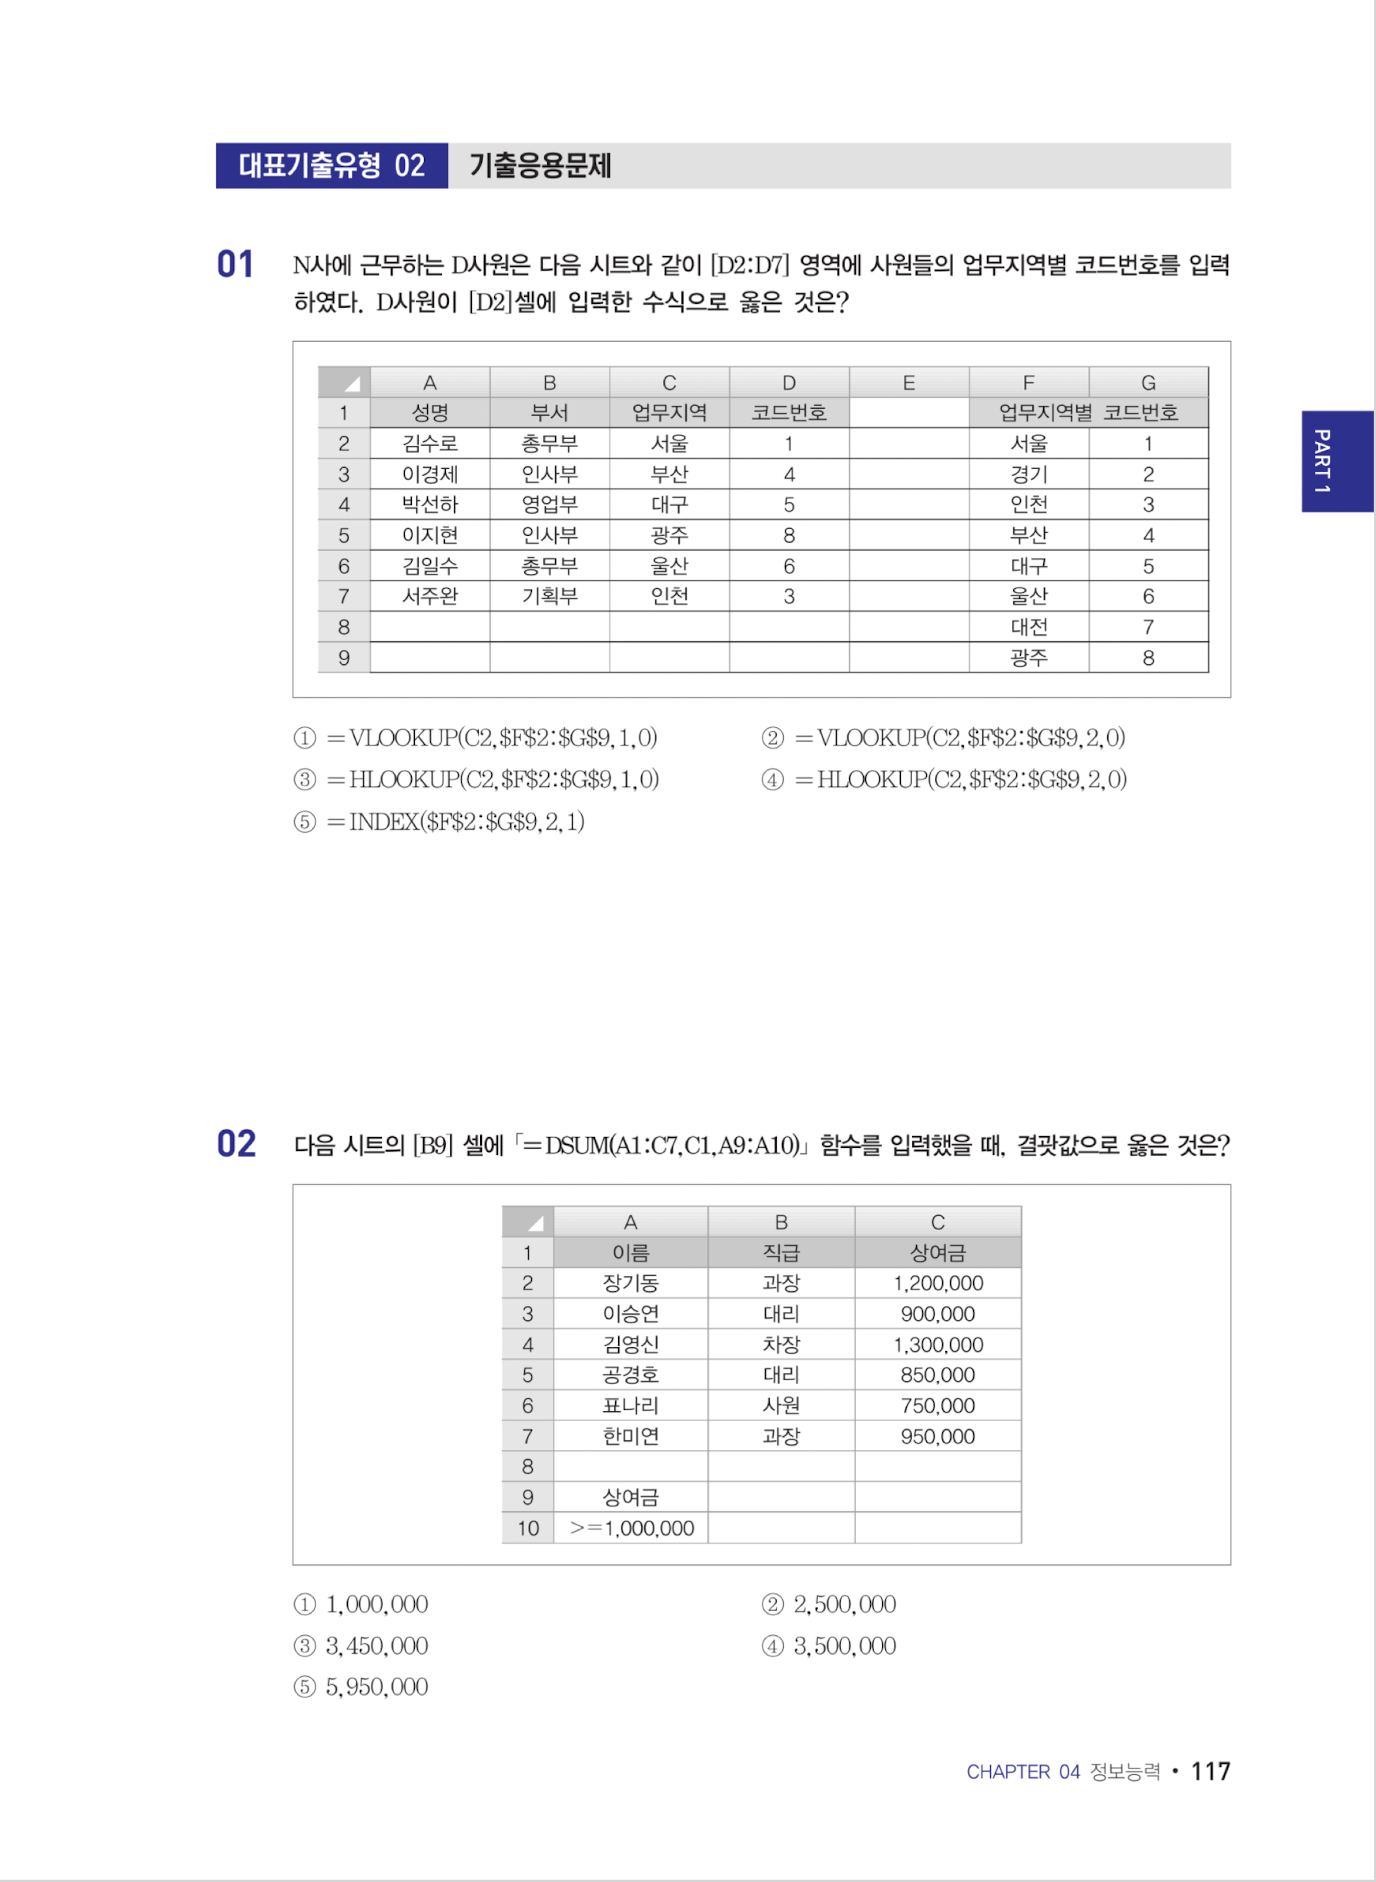 대표기출유형 02 기출응용문제
01 N사에 근무하는 D사원은 다음 시트와 같이 [D2:D7] 영역에 사원들의 업무지역별 코드번호를 입력
하였다. D사원이 [D2]셀에 입력한 수식으로 옳은 것은?
A B C D E F G
1 성명 부서 업무지역 코드번호 업무지역별 코드번호
2 김수로 총무부 서울 1 서울 1
3 이경제 인사부 부산 4 경기 2
4 박선하 영업부 대구 5 인천 3
5 이지현 인사부 광주 8 부산 4
6 김일수 총무부 울산 6 대구 5
7 서주완 기획부 인천 3 울산 6
8 대전 7
9 광주 8
① =VLOOKUP(C2,$F$2:$G$9,1,0) ② =VLOOKUP(C2,$F$2:$G$9,2,0)
③ =HLOOKUP(C2,$F$2:$G$9,1,0) ④ =HLOOKUP(C2,$F$2:$G$9,2,0)
⑤ =INDEX($F$2:$G$9,2,1)
PART 1
02 다음 시트의 [B9] 셀에 「=DSUM(A1:C7,C1,A9:A10)」 함수를 입력했을 때, 결괏값으로 옳은 것은?
A B C
1 이름 직급 상여금
2 장기동 과장 1,200,000
3 이승연 대리 900,000
4 김영신 차장 1,300,000
5 공경호 대리 850,000
6 표나리 사원 750,000
7 한미연 과장 950,000
8
9 상여금
10 >=1,000,000
① 1,000,000 ② 2,500,000
③ 3,450,000 ④ 3,500,000
⑤ 5,950,000
CHAPTER 04 정보능력 • 117